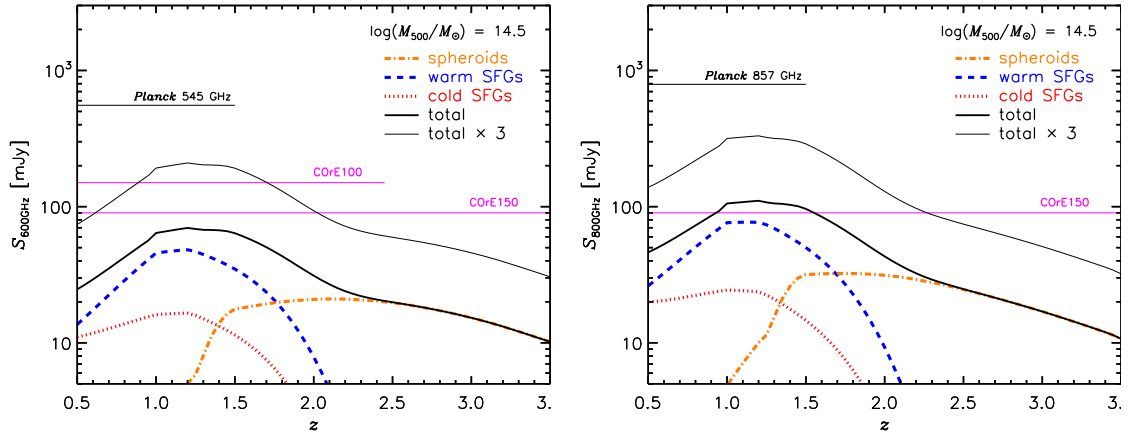 log(M500/M⊙) = 14.5
Planck 545 GHz
spheroids
warm SFGs
cold SFGs
total
total × 3
COrE100
COrE150
10³
100
10
S600GHz [mJy]
0.5 1.0 1.5 2.0 2.5 3.0 3.
z
log(M500/M⊙) = 14.5
Planck 857 GHz
spheroids
warm SFGs
cold SFGs
total
total × 3
COrE150
10³
100
10
S800GHz [mJy]
0.5 1.0 1.5 2.0 2.5 3.0 3.
z